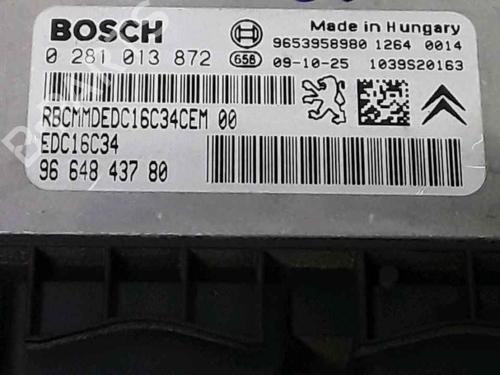 BOSCH
Made in Hungary
9653958980 1264 0014
0 281 013 872
658 09-10-25 1039S20163
RBCMMDEDC16C34CEM 00
EDC16C34
96 648 437 80